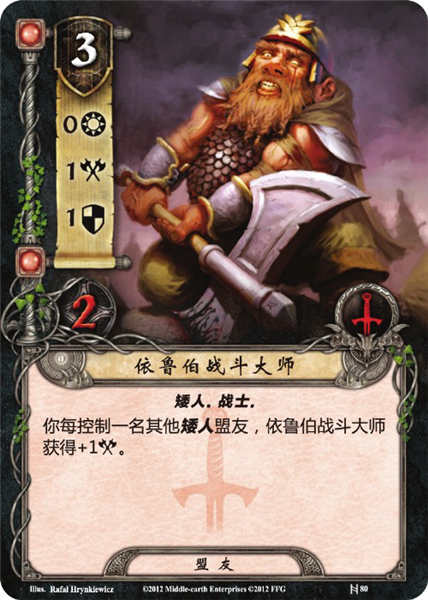 3
0
1
1
2
依鲁伯战斗大师
矮人. 战士.
你每控制一名其他矮人盟友，依鲁伯战斗大师
获得+1。
盟友
Illus. Rafał Hrynkiewicz ©2012 Middle-earth Enterprises ©2012 FFG 80